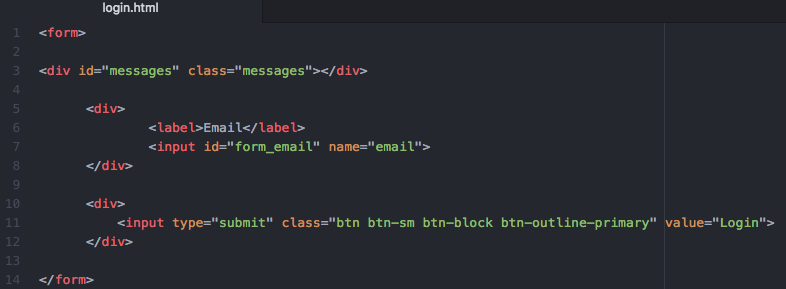 login.html
1 <form>
2
3 <div id="messages" class="messages"></div>
4
5 <div>
6 <label>Email</label>
7 <input id="form_email" name="email">
8 </div>
9
10 <div>
11 <input type="submit" class="btn btn-sm btn-block btn-outline-primary" value="Login">
12 </div>
13
14 </form>